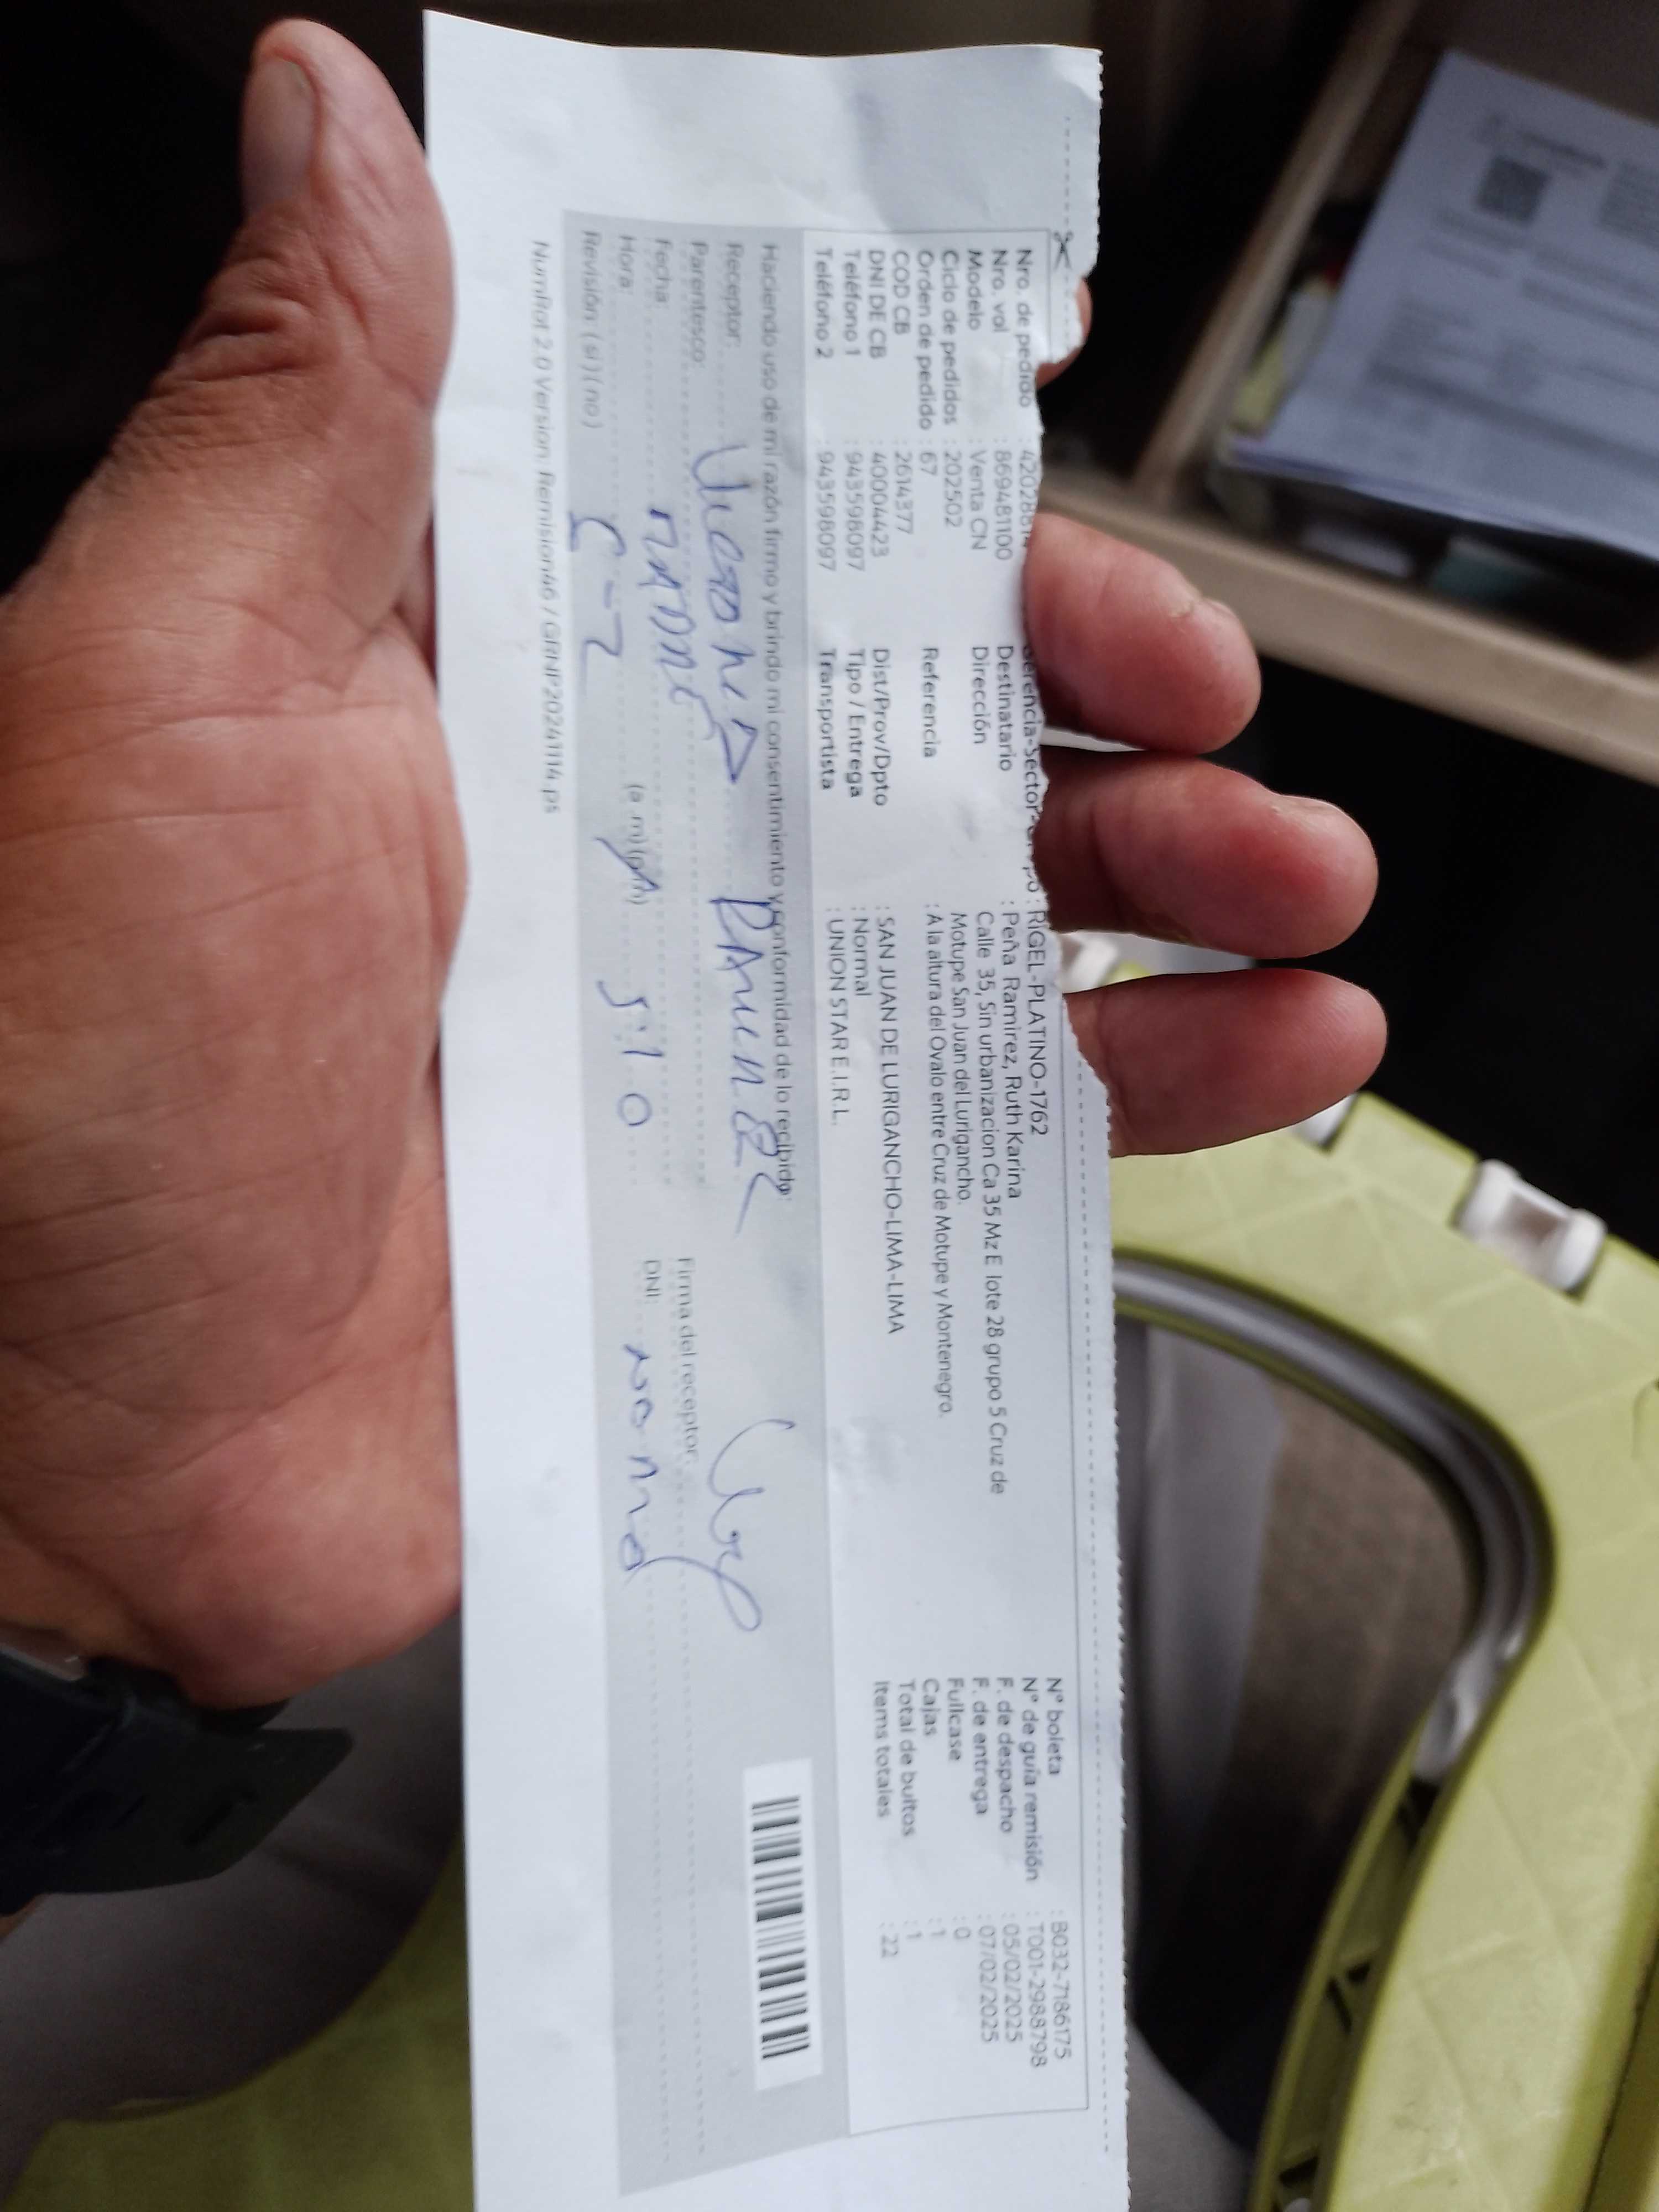 Nro. de pedido : 42028814
Nro. vol : 869481100
Modelo : Venta CN
Ciclo de pedidos : 202502
Orden de pedido : 67
COD CB : 2614377
DNI DE CB : 40004423
Teléfono 1 : 943598097
Teléfono 2 : 943598097
Gerencia-Sector-Grupo : RIGEL-PLATINO-1762
Destinatario : Peña Ramirez, Ruth Karina
Dirección : Calle 35, Sin urbanizacion Ca 35 Mz E lote 28 grupo 5 Cruz de
Motupe San Juan del Lurigancho.
Referencia : A la altura del Ovalo entre Cruz de Motupe y Montenegro.
Dist/Prov/Dpto : SAN JUAN DE LURIGANCHO-LIMA-LIMA
Tipo / Entrega : Normal
Transportista : UNION STAR E.I.R.L.
N° boleta : B032-7186175
N° de guía remisión : T001-2988798
F. de despacho : 05/02/2025
F. de entrega : 07/02/2025
Fullcase : 0
Cajas : 1
Total de bultos : 1
Items totales : 22
Haciendo uso de mi razón firmo y brindo mi consentimiento y conformidad de lo recibido:
Receptor: Ramirez
Parentesco: MADRE
Fecha:
Hora: (a.m)(pm) 510
Revisión: (si)(no)
Firma del receptor:
DNI:
NumRot 2.0 Version: Remision46 / GRNP20241114.ps